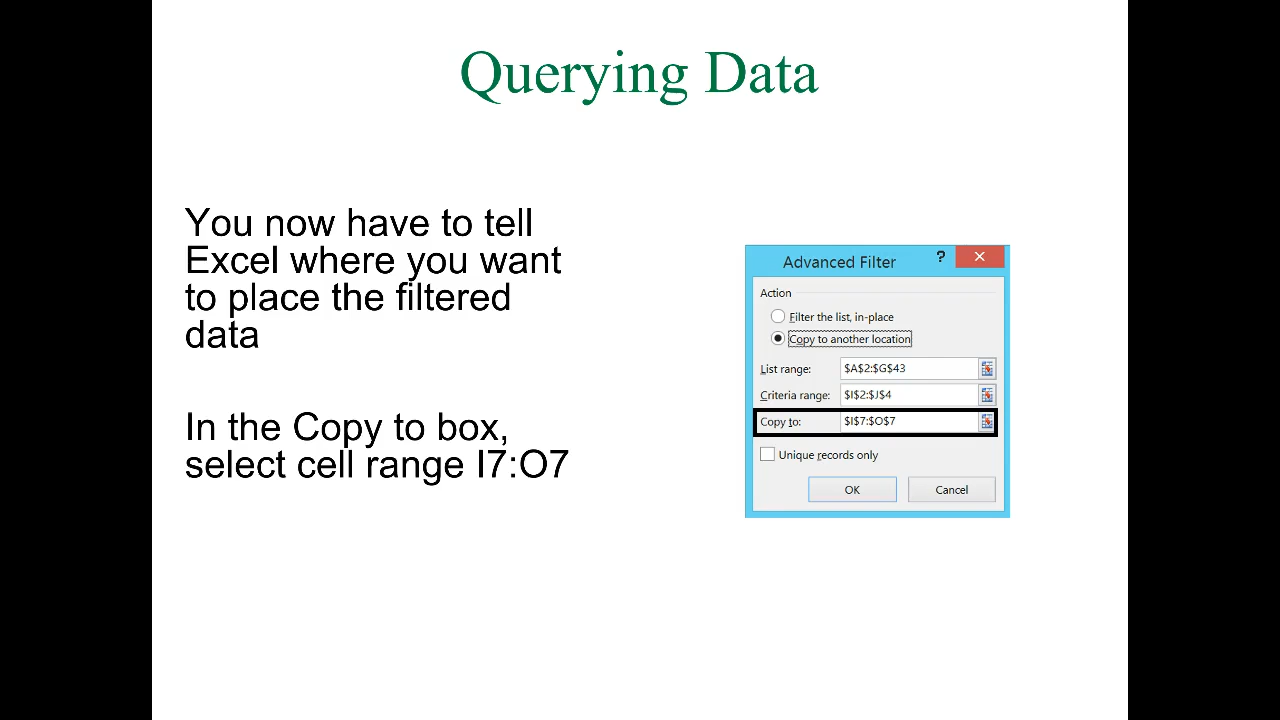 Querying Data
You now have to tell
Excel where you want
to place the filtered
data
In the Copy to box,
select cell range I7:O7
Advanced Filter
?
Action
Filter the list, in-place
Copy to another location
List range: $A$2:$G$43
Criteria range: $I$2:$J$4
Copy to: $I$7:$O$7
Unique records only
OK Cancel